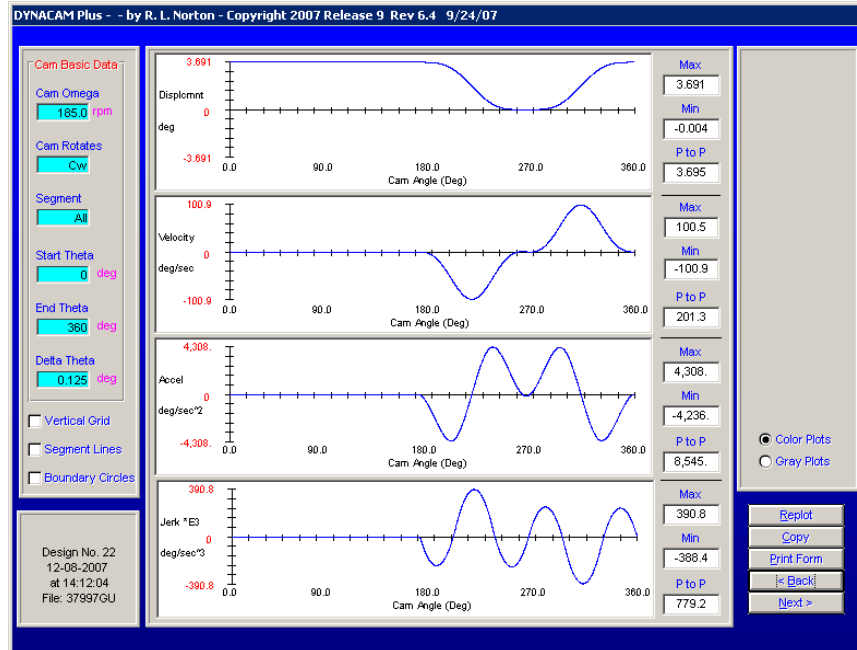 DYNACAM Plus - - by R. L. Norton - Copyright 2007 Release 9 Rev 6.4 9/24/07
Cam Basic Data
Cam Omega
185.0 rpm
Cam Rotates
Cw
Segment
All
Start Theta
0 deg
End Theta
360 deg
Delta Theta
0.125 deg
Vertical Grid
Segment Lines
Boundary Circles
Design No. 22
12-08-2007
at 14:12:04
File: 37997GU
3.691
Displcmnt
0
deg
-3.691
0.0 90.0 180.0 270.0 360.0
Cam Angle (Deg)
Max
3.691
Min
-0.004
P to P
3.695
100.9
Velocity
0
deg/sec
-100.9
0.0 90.0 180.0 270.0 360.0
Cam Angle (Deg)
Max
100.5
Min
-100.9
P to P
201.3
4,308.
Accel
0
deg/sec^2
-4,308.
0.0 90.0 180.0 270.0 360.0
Cam Angle (Deg)
Max
4,308.
Min
-4,236.
P to P
8,545.
390.8
Jerk *E3
0
deg/sec^3
-390.8
0.0 90.0 180.0 270.0 360.0
Cam Angle (Deg)
Max
390.8
Min
-388.4
P to P
779.2
Color Plots
Gray Plots
Replot
Copy
Print Form
< Back
Next >